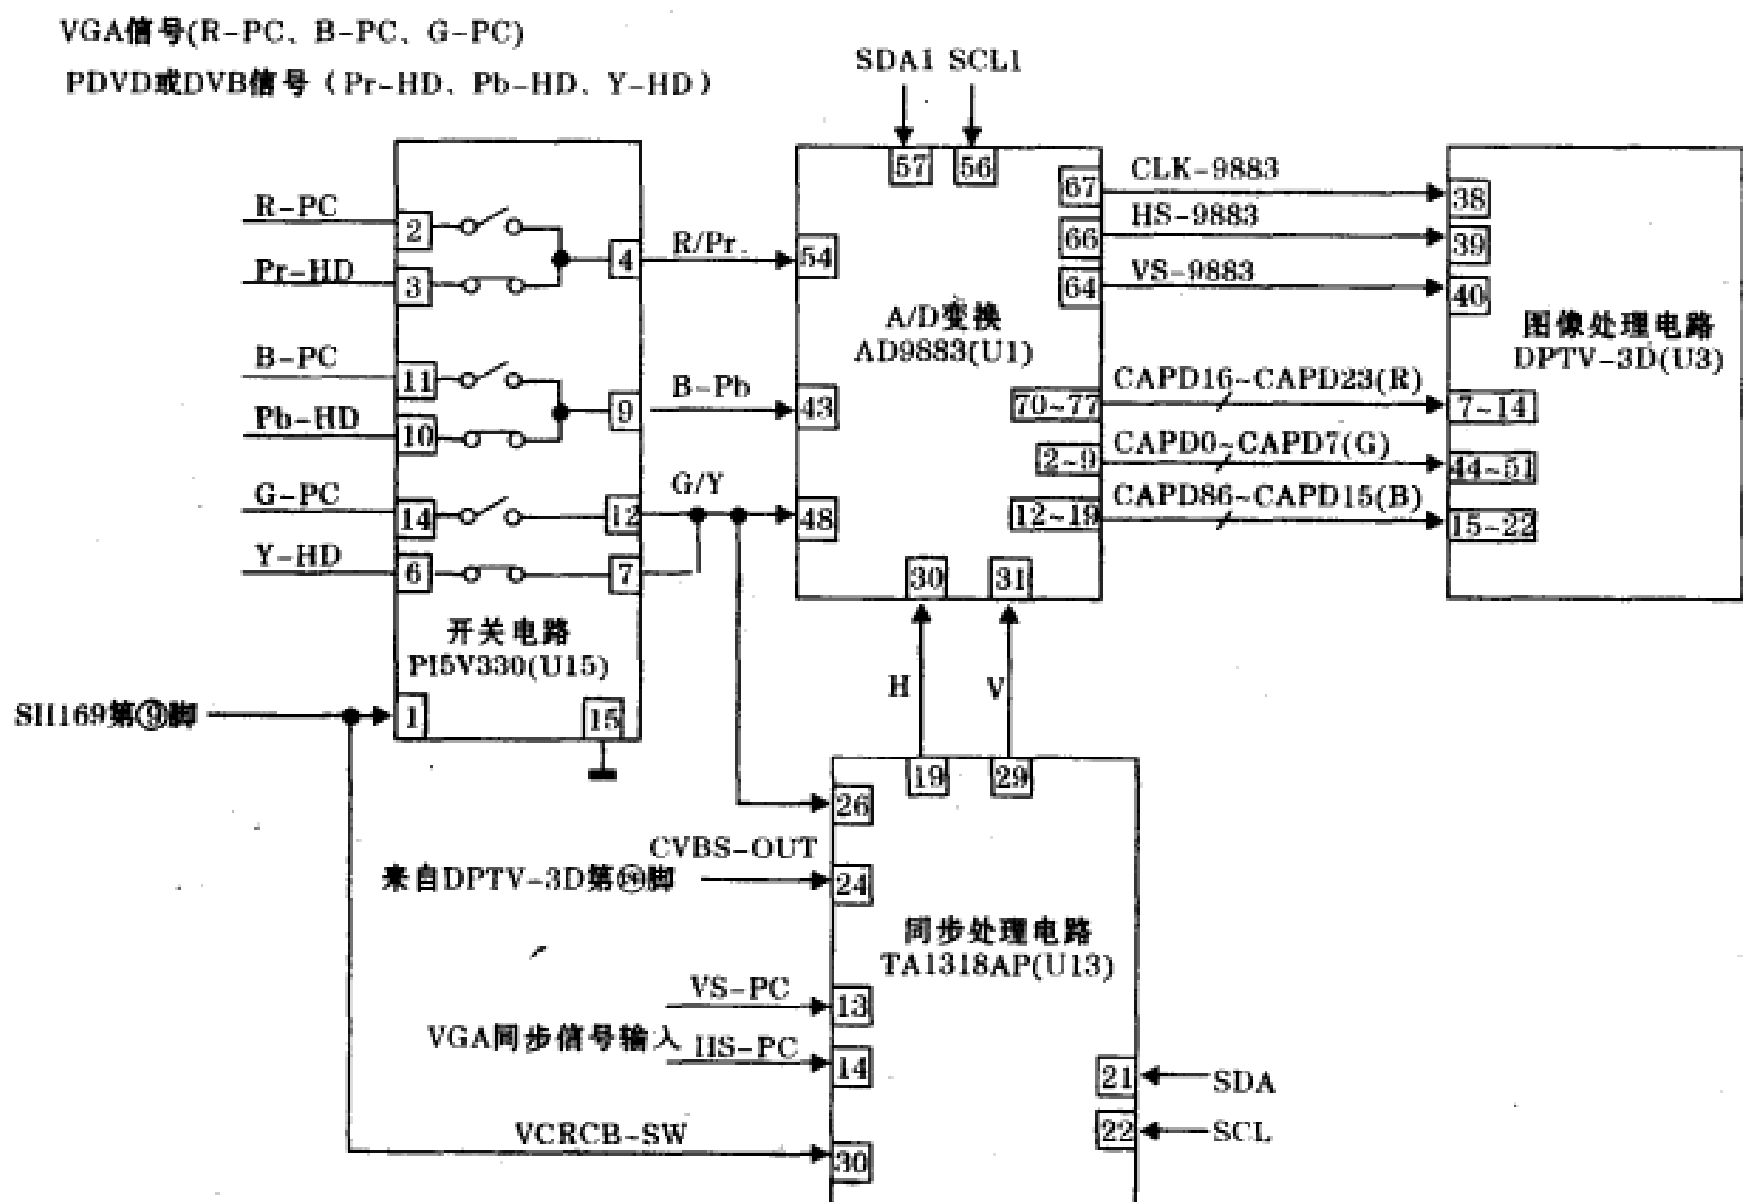 VGA信号(R-PC、B-PC、G-PC)
PDVD或DVB信号(Pr-HD、Pb-HD、Y-HD)
SDA1 SCL1
57 56
R-PC
2
Pr-HD
3
4
R/Pr
54
B-PC
11
Pb-HD
10
9
B-Pb
43
G-PC
14
12
G/Y
48
Y-HD
6
7
开关电路
PI5V330(U15)
SII169第⑨脚
1
15
A/D变换
AD9883(U1)
67
CLK-9883
38
66
HS-9883
39
64
VS-9883
40
70~77
CAPD16~CAPD23(R)
7~14
2~9
CAPD0~CAPD7(G)
44~51
12~19
CAPD86~CAPD15(B)
15~22
30 31
图像处理电路
DPTV-3D(U3)
H V
19 29
26
CVBS-OUT
来自DPTV-3D第 脚
24
同步处理电路
TA1318AP(U13)
VS-PC
13
VGA同步信号输入
HS-PC
14
VCRCB-SW
30
21
SDA
22
SCL